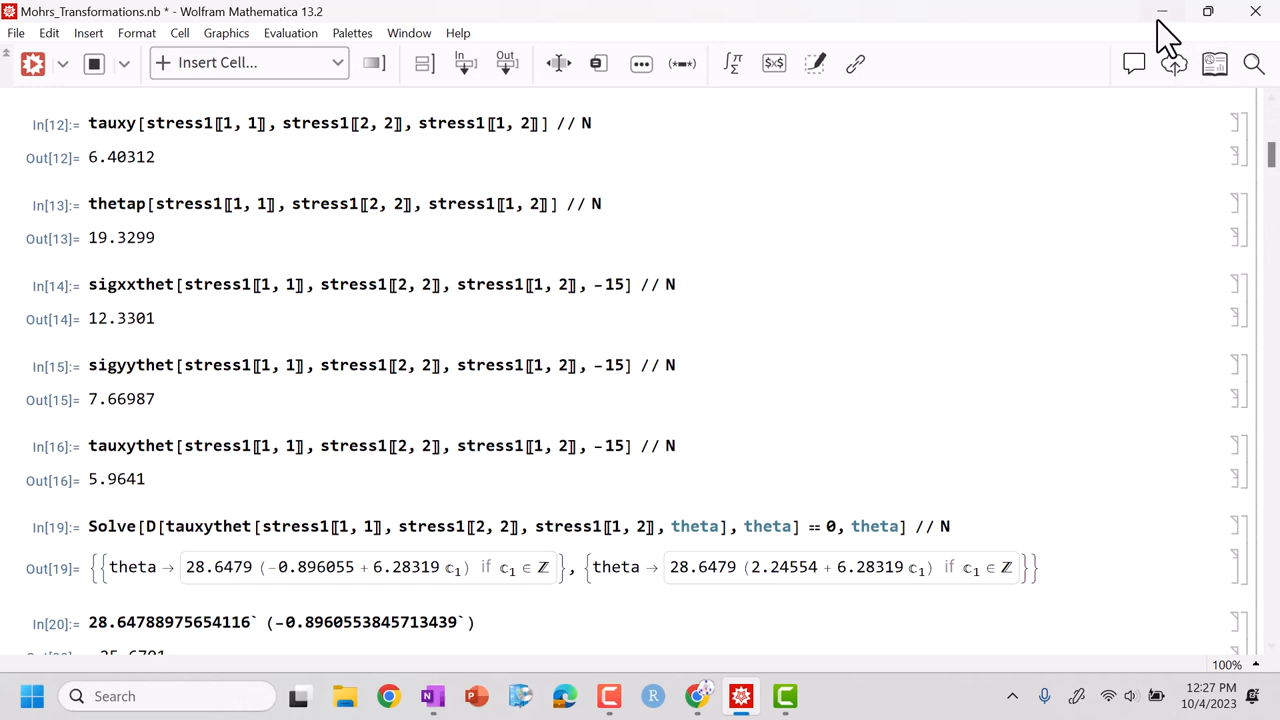 Mohrs_Transformations.nb * - Wolfram Mathematica 13.2
File Edit Insert Format Cell Graphics Evaluation Palettes Window Help
Insert Cell... In[] Out[] ••• (*=*) $x$
In[12]:= tauxy[stress1⟦1, 1⟧, stress1⟦2, 2⟧, stress1⟦1, 2⟧] // N
Out[12]= 6.40312
In[13]:= thetap[stress1⟦1, 1⟧, stress1⟦2, 2⟧, stress1⟦1, 2⟧] // N
Out[13]= 19.3299
In[14]:= sigxxthet[stress1⟦1, 1⟧, stress1⟦2, 2⟧, stress1⟦1, 2⟧, -15] // N
Out[14]= 12.3301
In[15]:= sigyythet[stress1⟦1, 1⟧, stress1⟦2, 2⟧, stress1⟦1, 2⟧, -15] // N
Out[15]= 7.66987
In[16]:= tauxythet[stress1⟦1, 1⟧, stress1⟦2, 2⟧, stress1⟦1, 2⟧, -15] // N
Out[16]= 5.9641
In[19]:= Solve[D[tauxythet[stress1⟦1, 1⟧, stress1⟦2, 2⟧, stress1⟦1, 2⟧, theta], theta] == 0, theta] // N
Out[19]= {{theta → 28.6479 (-0.896055 + 6.28319 c₁) if c₁ ∈ ℤ}, {theta → 28.6479 (2.24554 + 6.28319 c₁) if c₁ ∈ ℤ}}
In[20]:= 28.64788975654116` (-0.8960553845713439`)
100%
Search
12:27 PM
10/4/2023